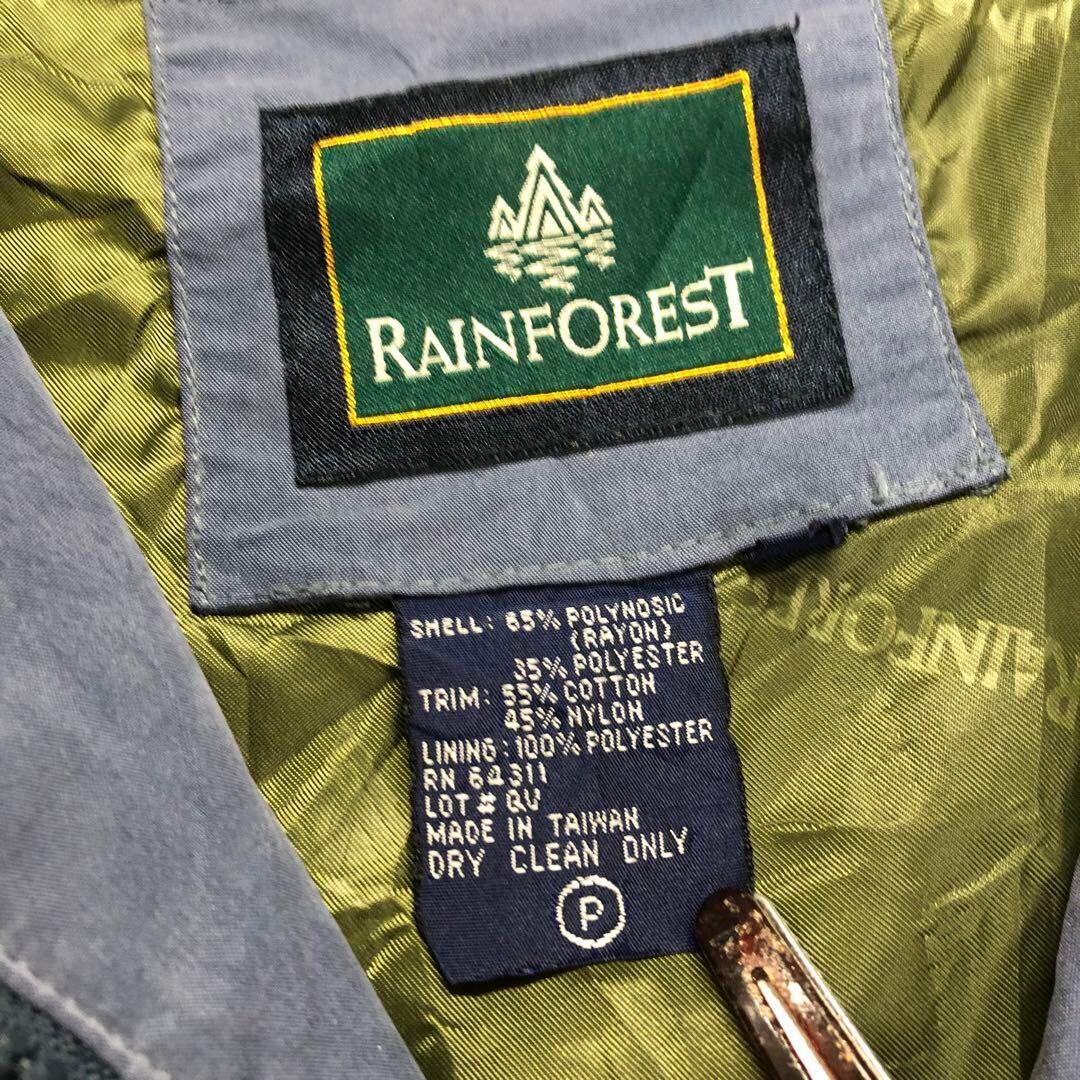 RAINFOREST
SHELL: 65% POLYNOSIC
(RAYON)
35% POLYESTER
TRIM: 55% COTTON
45% NYLON
LINING: 100% POLYESTER
RN 64311
LOT # QU
MADE IN TAIWAN
DRY CLEAN ONLY
P
RAINFOREST